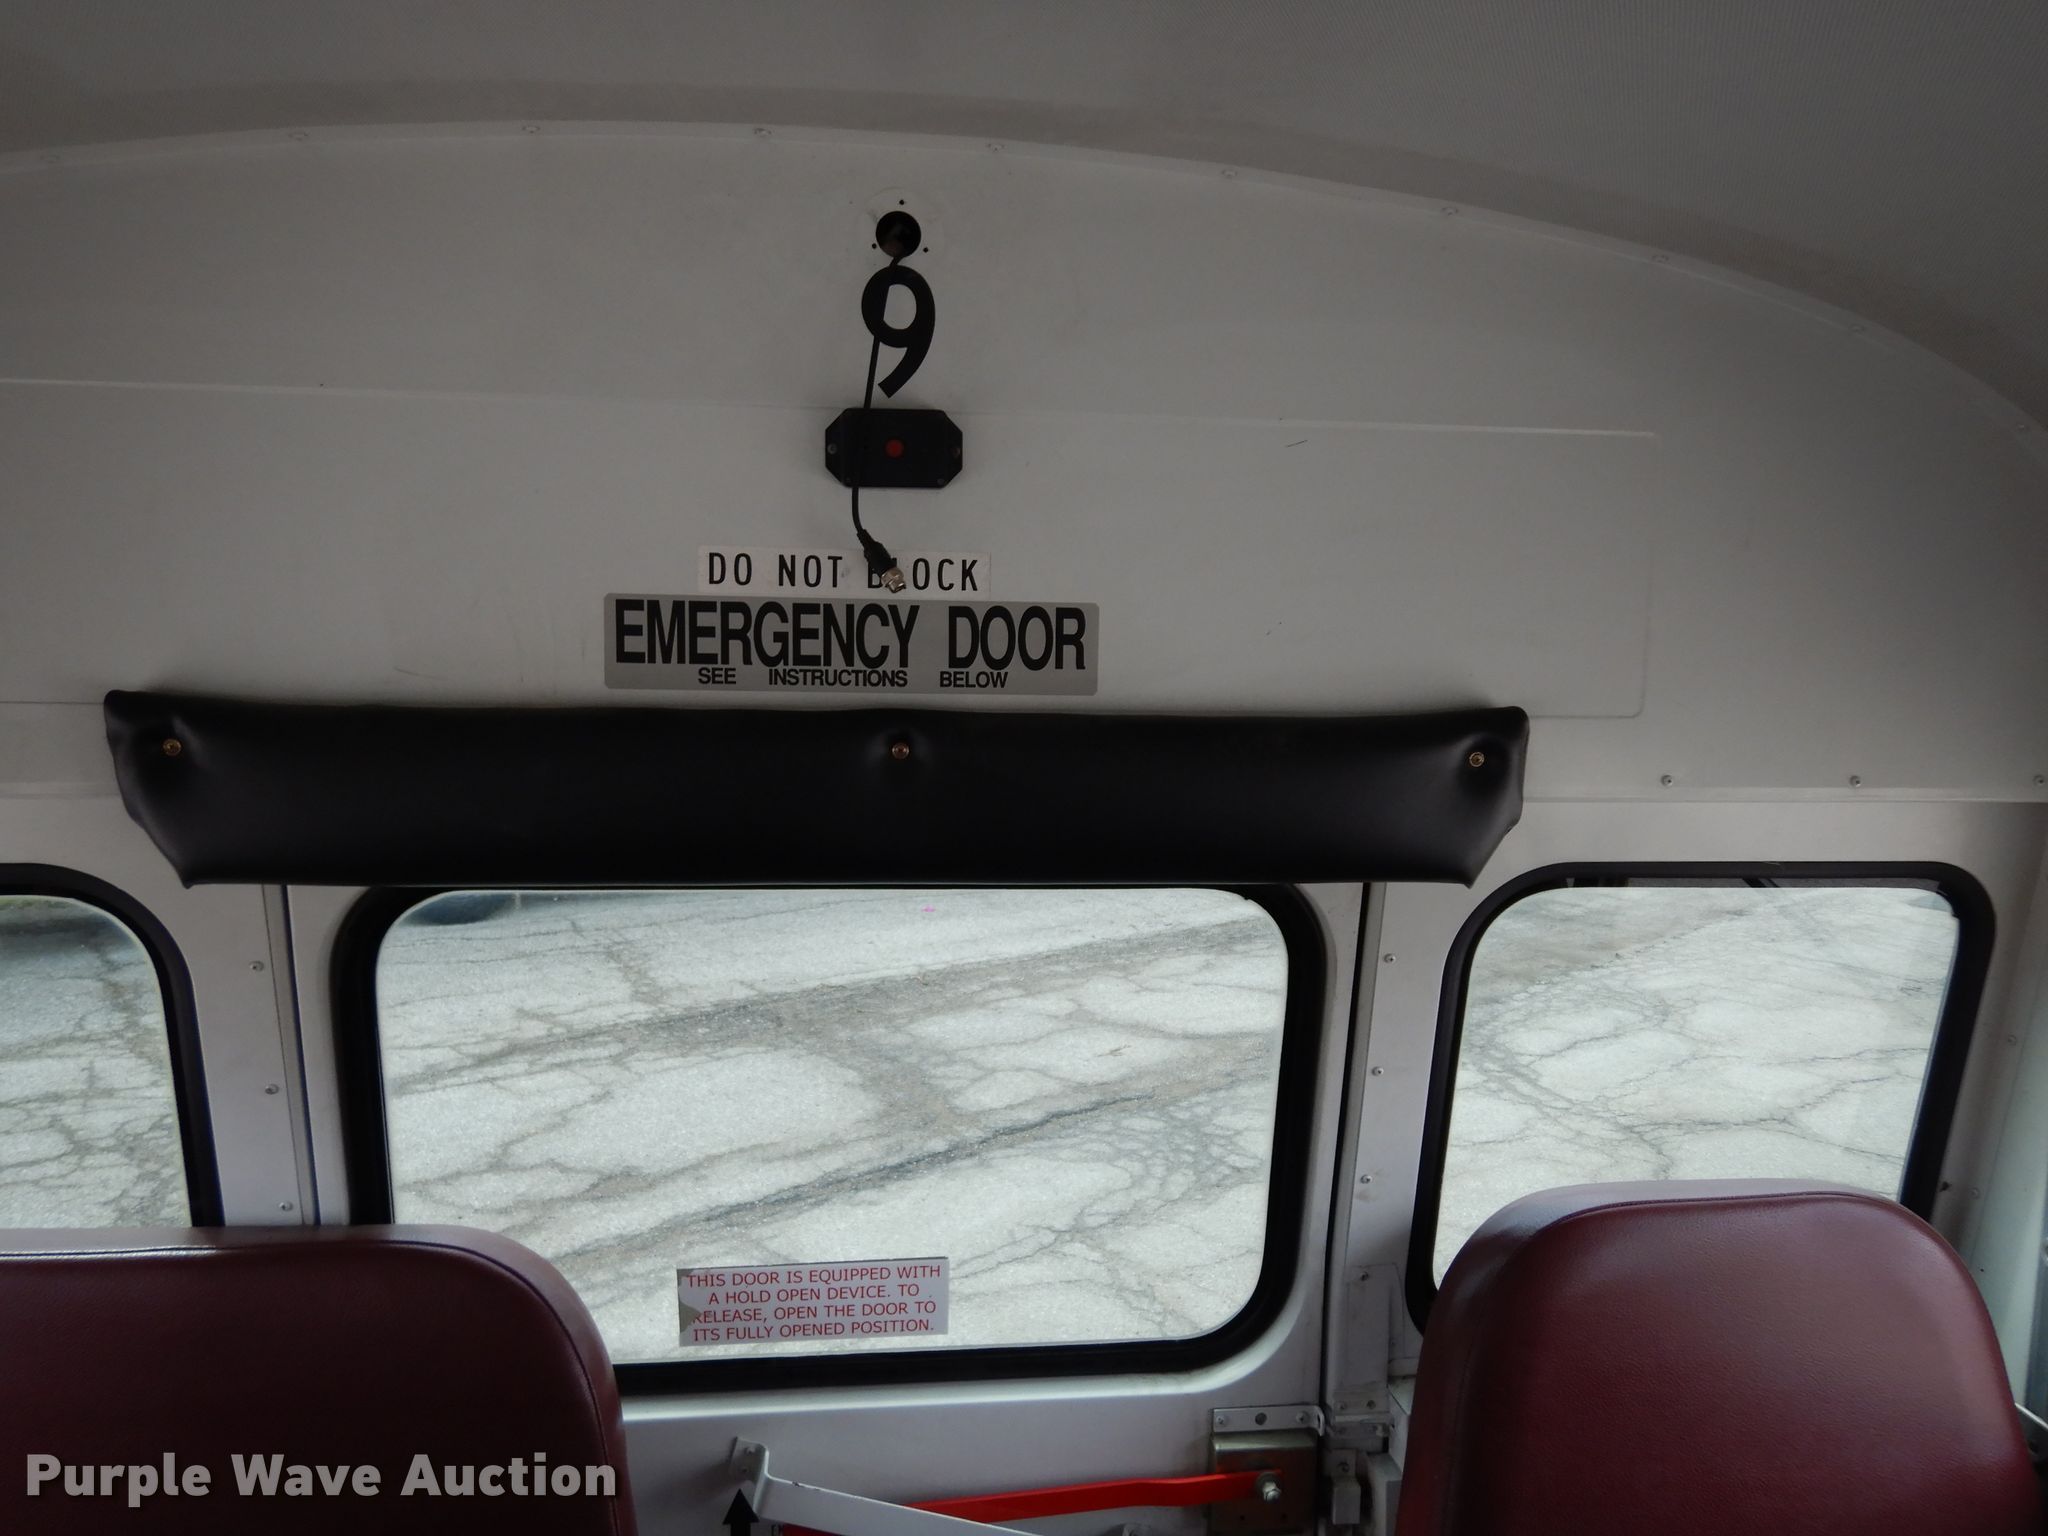 9
DO NOT BLOCK
EMERGENCY DOOR
SEE INSTRUCTIONS BELOW
THIS DOOR IS EQUIPPED WITH
A HOLD OPEN DEVICE. TO
RELEASE, OPEN THE DOOR TO
ITS FULLY OPENED POSITION.
Purple Wave Auction